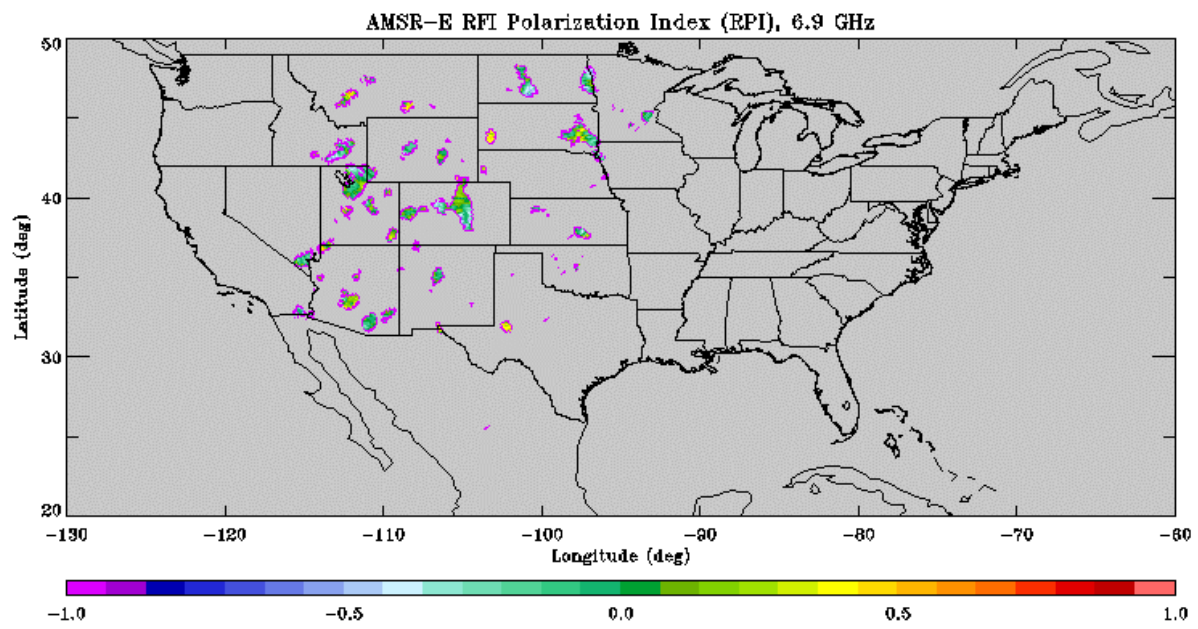 AMSR-E RFI Polarization Index (RPI), 6.9 GHz
50
40
30
20
Latitude (deg)
-130 -120 -110 -100 -90 -80 -70 -60
Longitude (deg)
-1.0 -0.5 0.0 0.5 1.0